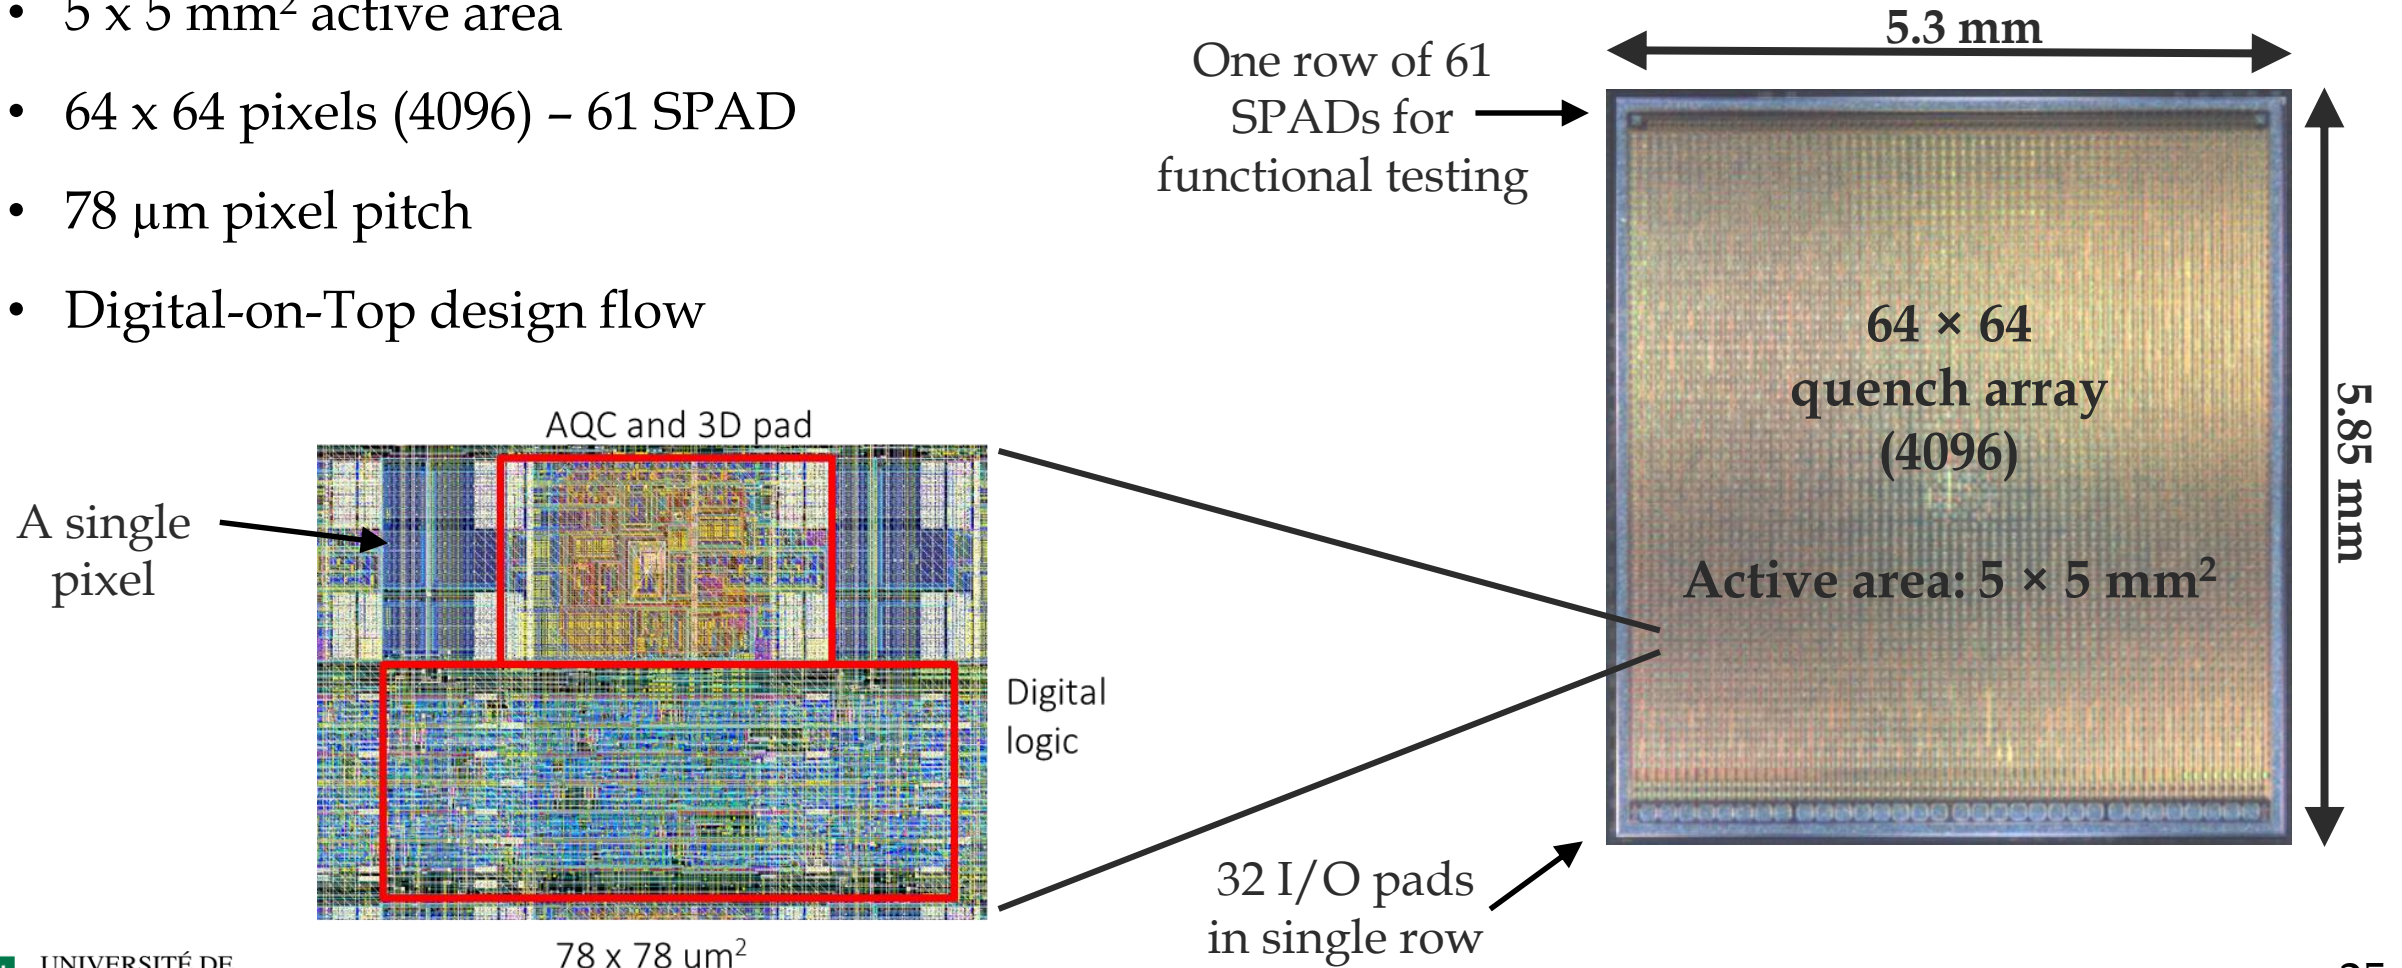 • 5 x 5 mm² active area
• 64 x 64 pixels (4096) – 61 SPAD
• 78 µm pixel pitch
• Digital-on-Top design flow
One row of 61
SPADs for
functional testing
5.3 mm
5.85 mm
64 × 64
quench array
(4096)
Active area: 5 × 5 mm²
AQC and 3D pad
A single
pixel
Digital
logic
78 x 78 um²
32 I/O pads
in single row
UNIVERSITÉ DE